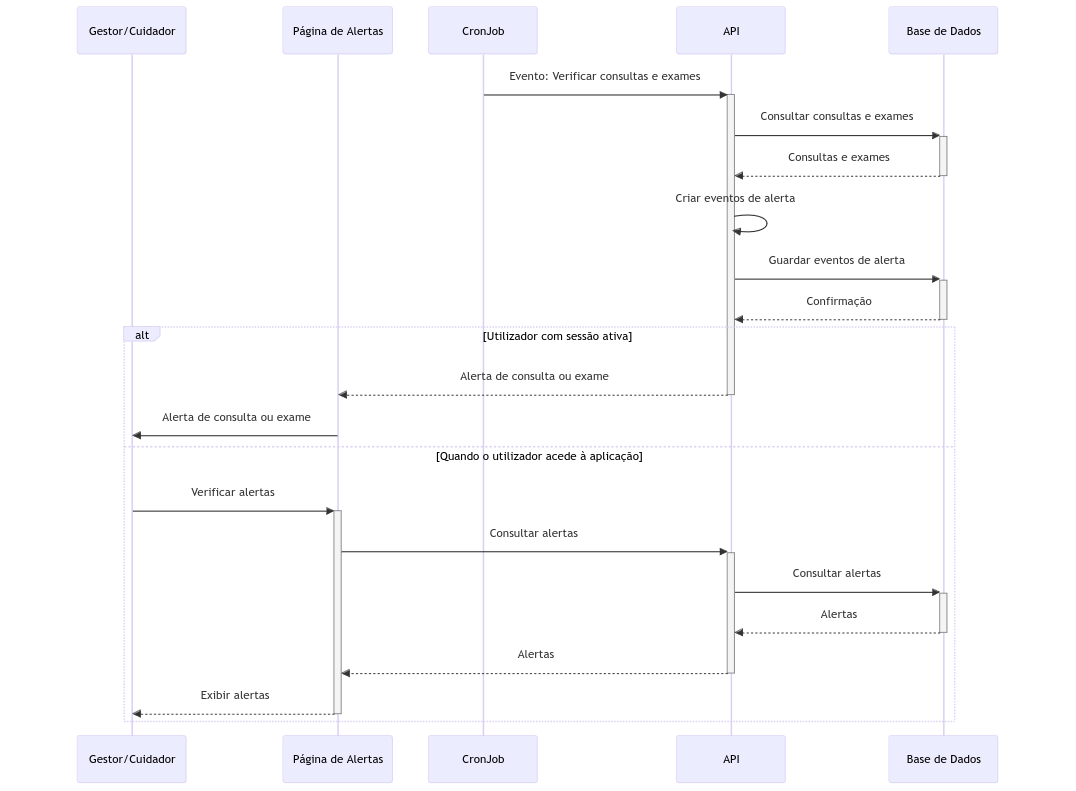 Gestor/Cuidador
Página de Alertas
CronJob
API
Base de Dados
Evento: Verificar consultas e exames
Consultar consultas e exames
Consultas e exames
Criar eventos de alerta
Guardar eventos de alerta
Confirmação
alt
[Utilizador com sessão ativa]
Alerta de consulta ou exame
Alerta de consulta ou exame
[Quando o utilizador acede à aplicação]
Verificar alertas
Consultar alertas
Consultar alertas
Alertas
Alertas
Exibir alertas
Gestor/Cuidador
Página de Alertas
CronJob
API
Base de Dados